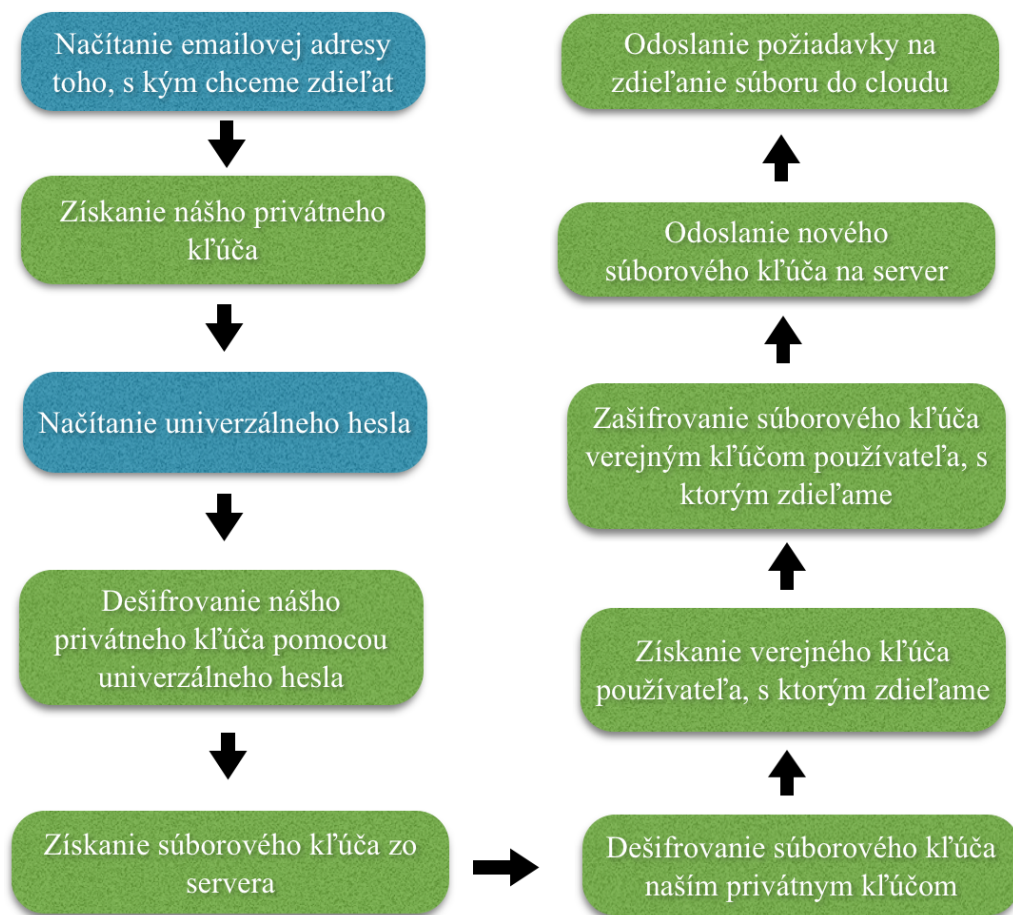 Načítanie emailovej adresy
toho, s kým chceme zdieľat
Získanie nášho privátneho
kľúča
Načítanie univerzálneho hesla
Dešifrovanie nášho
privátneho kľúča pomocou
univerzálneho hesla
Získanie súborového kľúča zo
servera
Dešifrovanie súborového kľúča
naším privátnym kľúčom
Získanie verejného kľúča
používateľa, s ktorým zdieľame
Zašifrovanie súborového kľúča
verejným kľúčom používateľa, s
ktorým zdieľame
Odoslanie nového
súborového kľúča na server
Odoslanie požiadavky na
zdieľanie súboru do cloudu